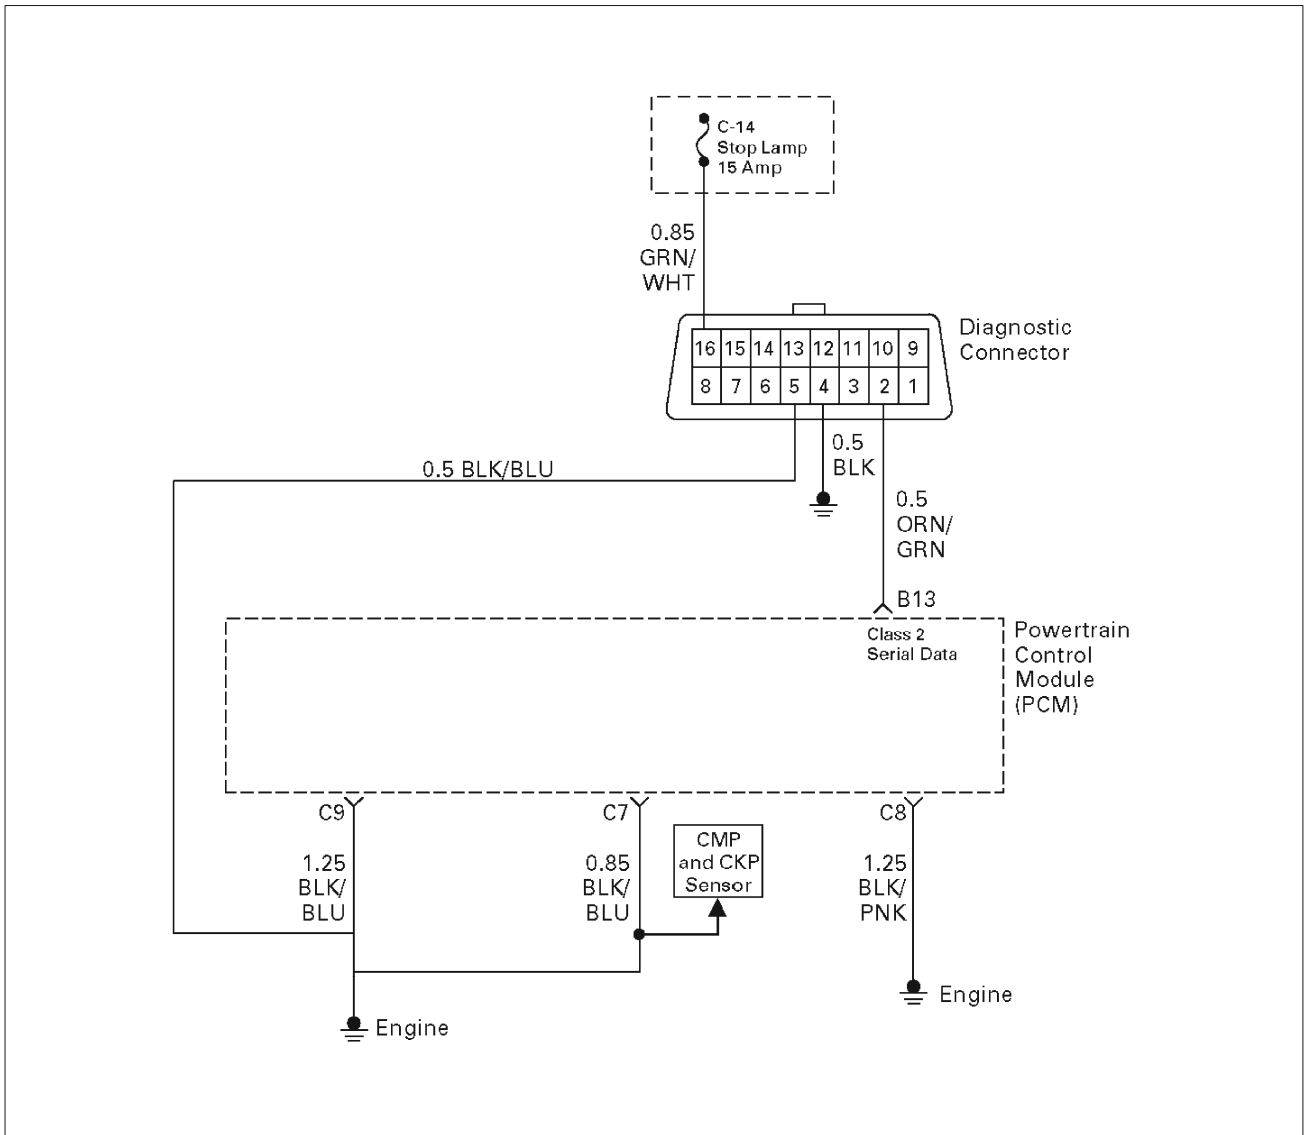 C-14
Stop Lamp
15 Amp
0.85
GRN/
WHT
Diagnostic
Connector
16 15 14 13 12 11 10 9
8 7 6 5 4 3 2 1
0.5
BLK
0.5 BLK/BLU
0.5
ORN/
GRN
B13
Class 2
Serial Data
Powertrain
Control
Module
(PCM)
C9
C7
C8
CMP
and CKP
Sensor
1.25
BLK/
BLU
0.85
BLK/
BLU
1.25
BLK/
PNK
Engine
Engine